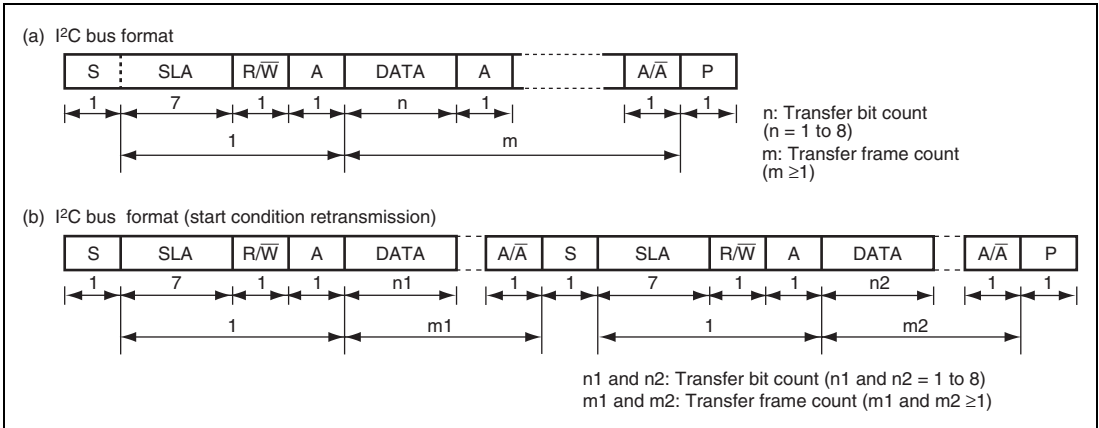 (a) I²C bus format
S SLA R/W̅ A DATA A A/A̅ P
1 7 1 1 n 1 1 1
1 m
n: Transfer bit count
(n = 1 to 8)
m: Transfer frame count
(m ≥1)
(b) I²C bus format (start condition retransmission)
S SLA R/W̅ A DATA A/A̅ S SLA R/W̅ A DATA A/A̅ P
1 7 1 1 n1 1 1 7 1 1 n2 1 1
1 m1 1 m2
n1 and n2: Transfer bit count (n1 and n2 = 1 to 8)
m1 and m2: Transfer frame count (m1 and m2 ≥1)